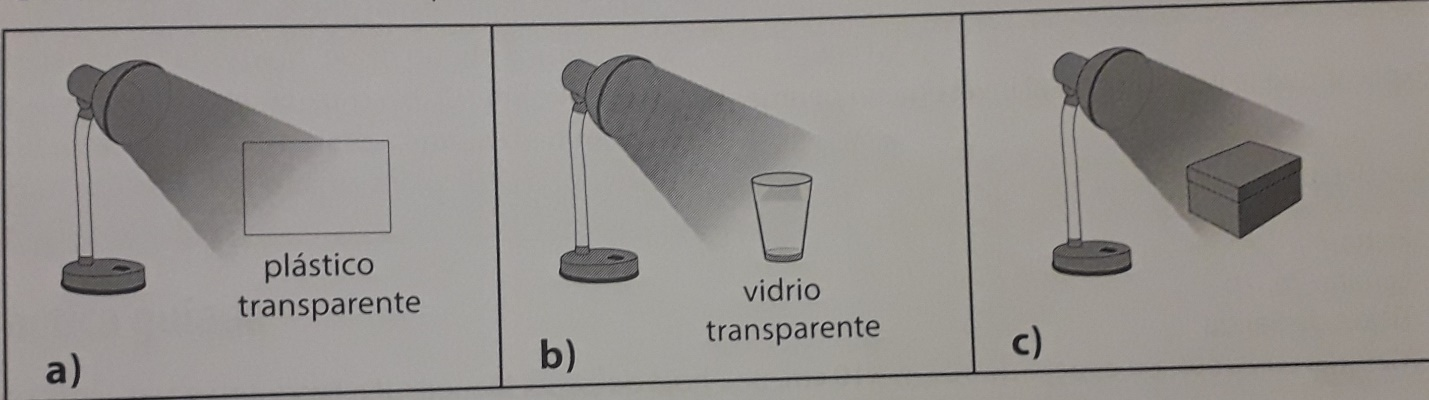 plástico
transparente
a)
vidrio
transparente
b)
c)